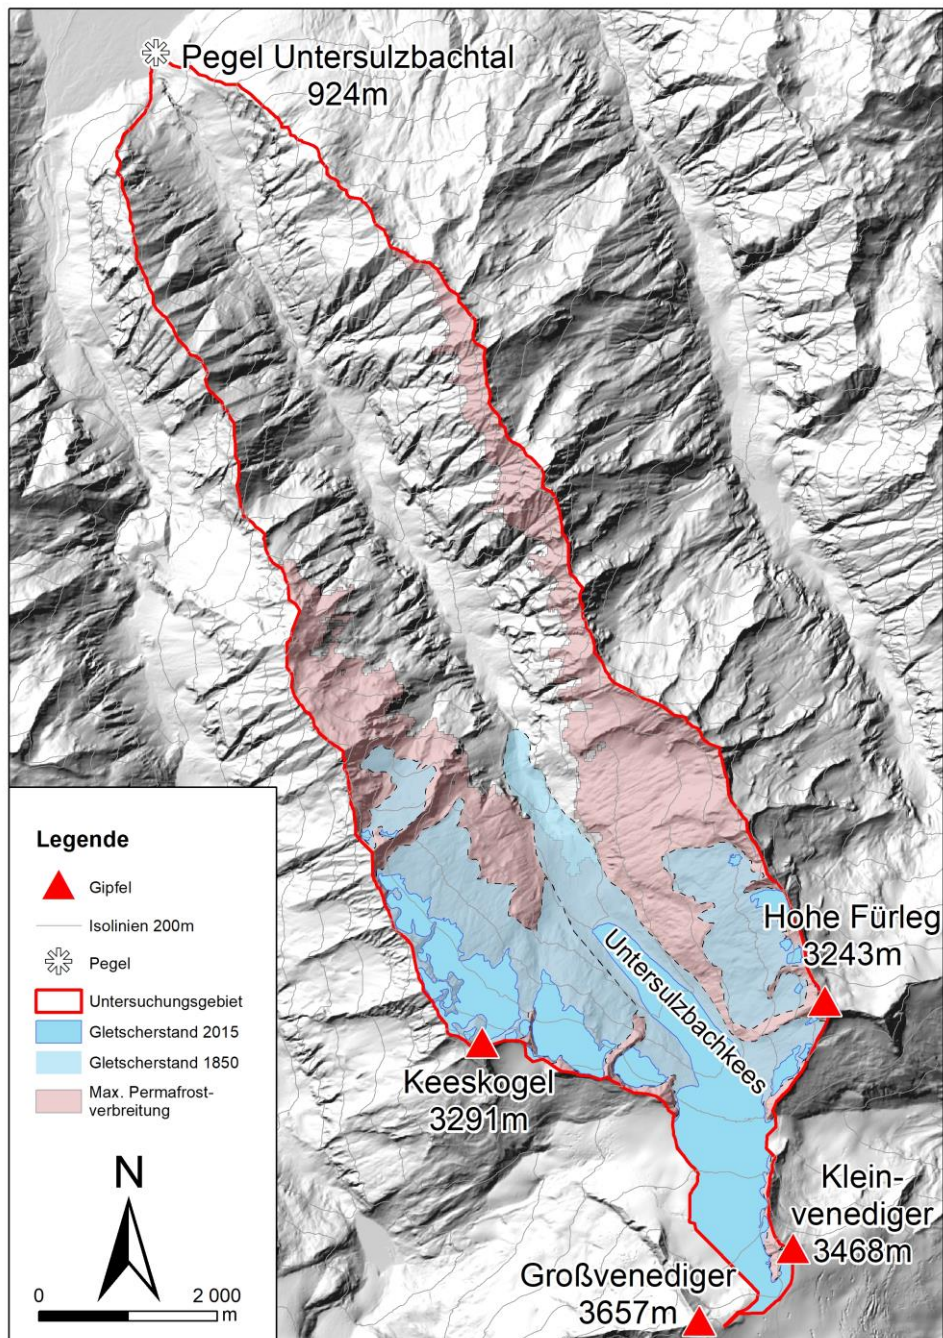 Pegel Untersulzbachtal
924m
Hohe Fürleg
3243m
Untersulzbachkees
Keeskogel
3291m
Klein-
venediger
3468m
Großvenediger
3657m
Legende
Gipfel
Isolinien 200m
Pegel
Untersuchungsgebiet
Gletscherstand 2015
Gletscherstand 1850
Max. Permafrost-
verbreitung
N
0 2 000
m